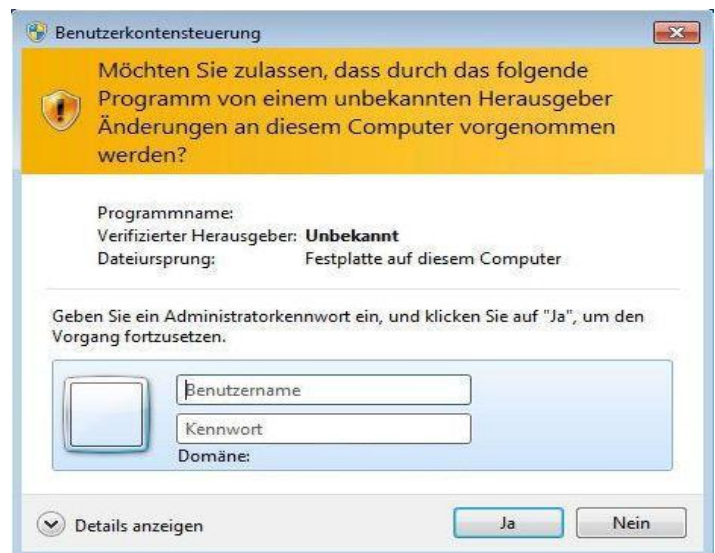 Benutzerkontensteuerung
Möchten Sie zulassen, dass durch das folgende
Programm von einem unbekannten Herausgeber
Änderungen an diesem Computer vorgenommen
werden?
Programmname:
Verifizierter Herausgeber: Unbekannt
Dateiursprung: Festplatte auf diesem Computer
Geben Sie ein Administratorkennwort ein, und klicken Sie auf "Ja", um den
Vorgang fortzusetzen.
Benutzername
Kennwort
Domäne:
Details anzeigen
Ja
Nein